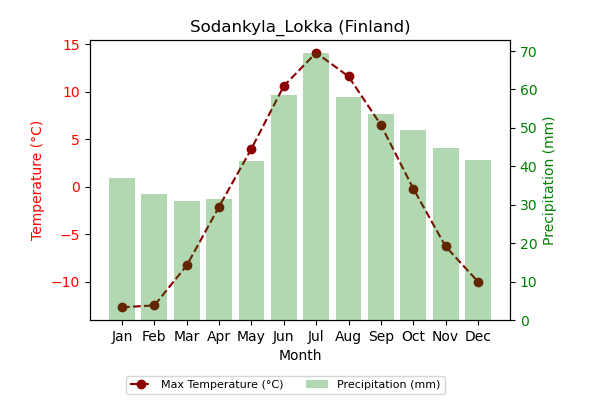 Sodankyla_Lokka (Finland)
15
10
5
0
−5
−10
Temperature (°C)
70
60
50
40
30
20
10
0
Precipitation (mm)
Jan Feb Mar Apr May Jun Jul Aug Sep Oct Nov Dec
Month
Max Temperature (°C) Precipitation (mm)